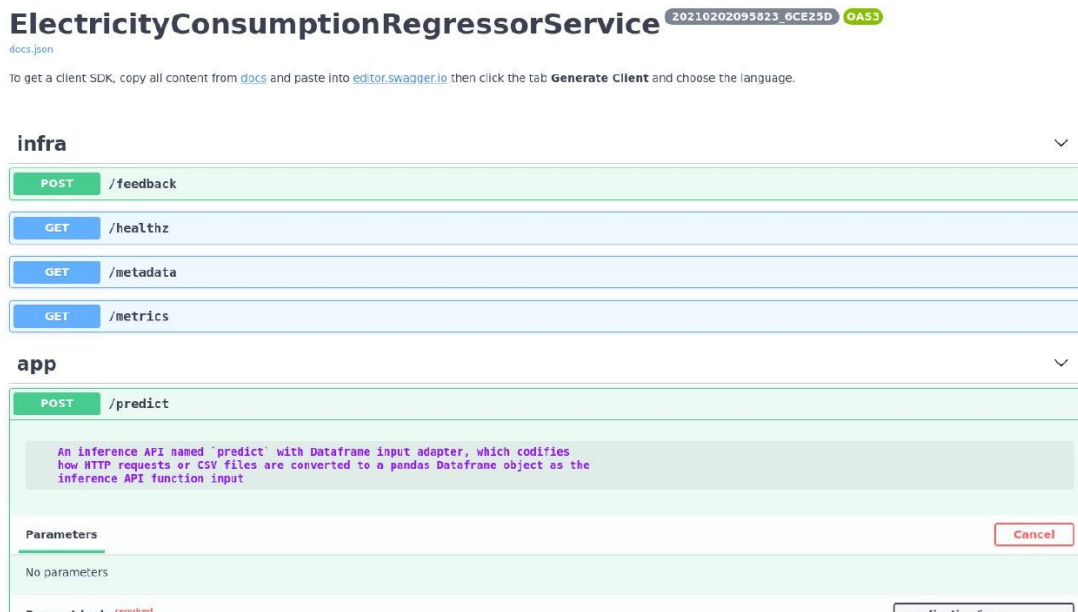 ElectricityConsumptionRegressorService 20210202095823_6CE25D OAS3
docs.json
To get a client SDK, copy all content from docs and paste into editor.swagger.io then click the tab Generate Client and choose the language.
infra
POST /feedback
GET /healthz
GET /metadata
GET /metrics
app
POST /predict
An inference API named `predict` with Dataframe input adapter, which codifies
how HTTP requests or CSV files are converted to a pandas Dataframe object as the
inference API function input
Parameters Cancel
No parameters
required